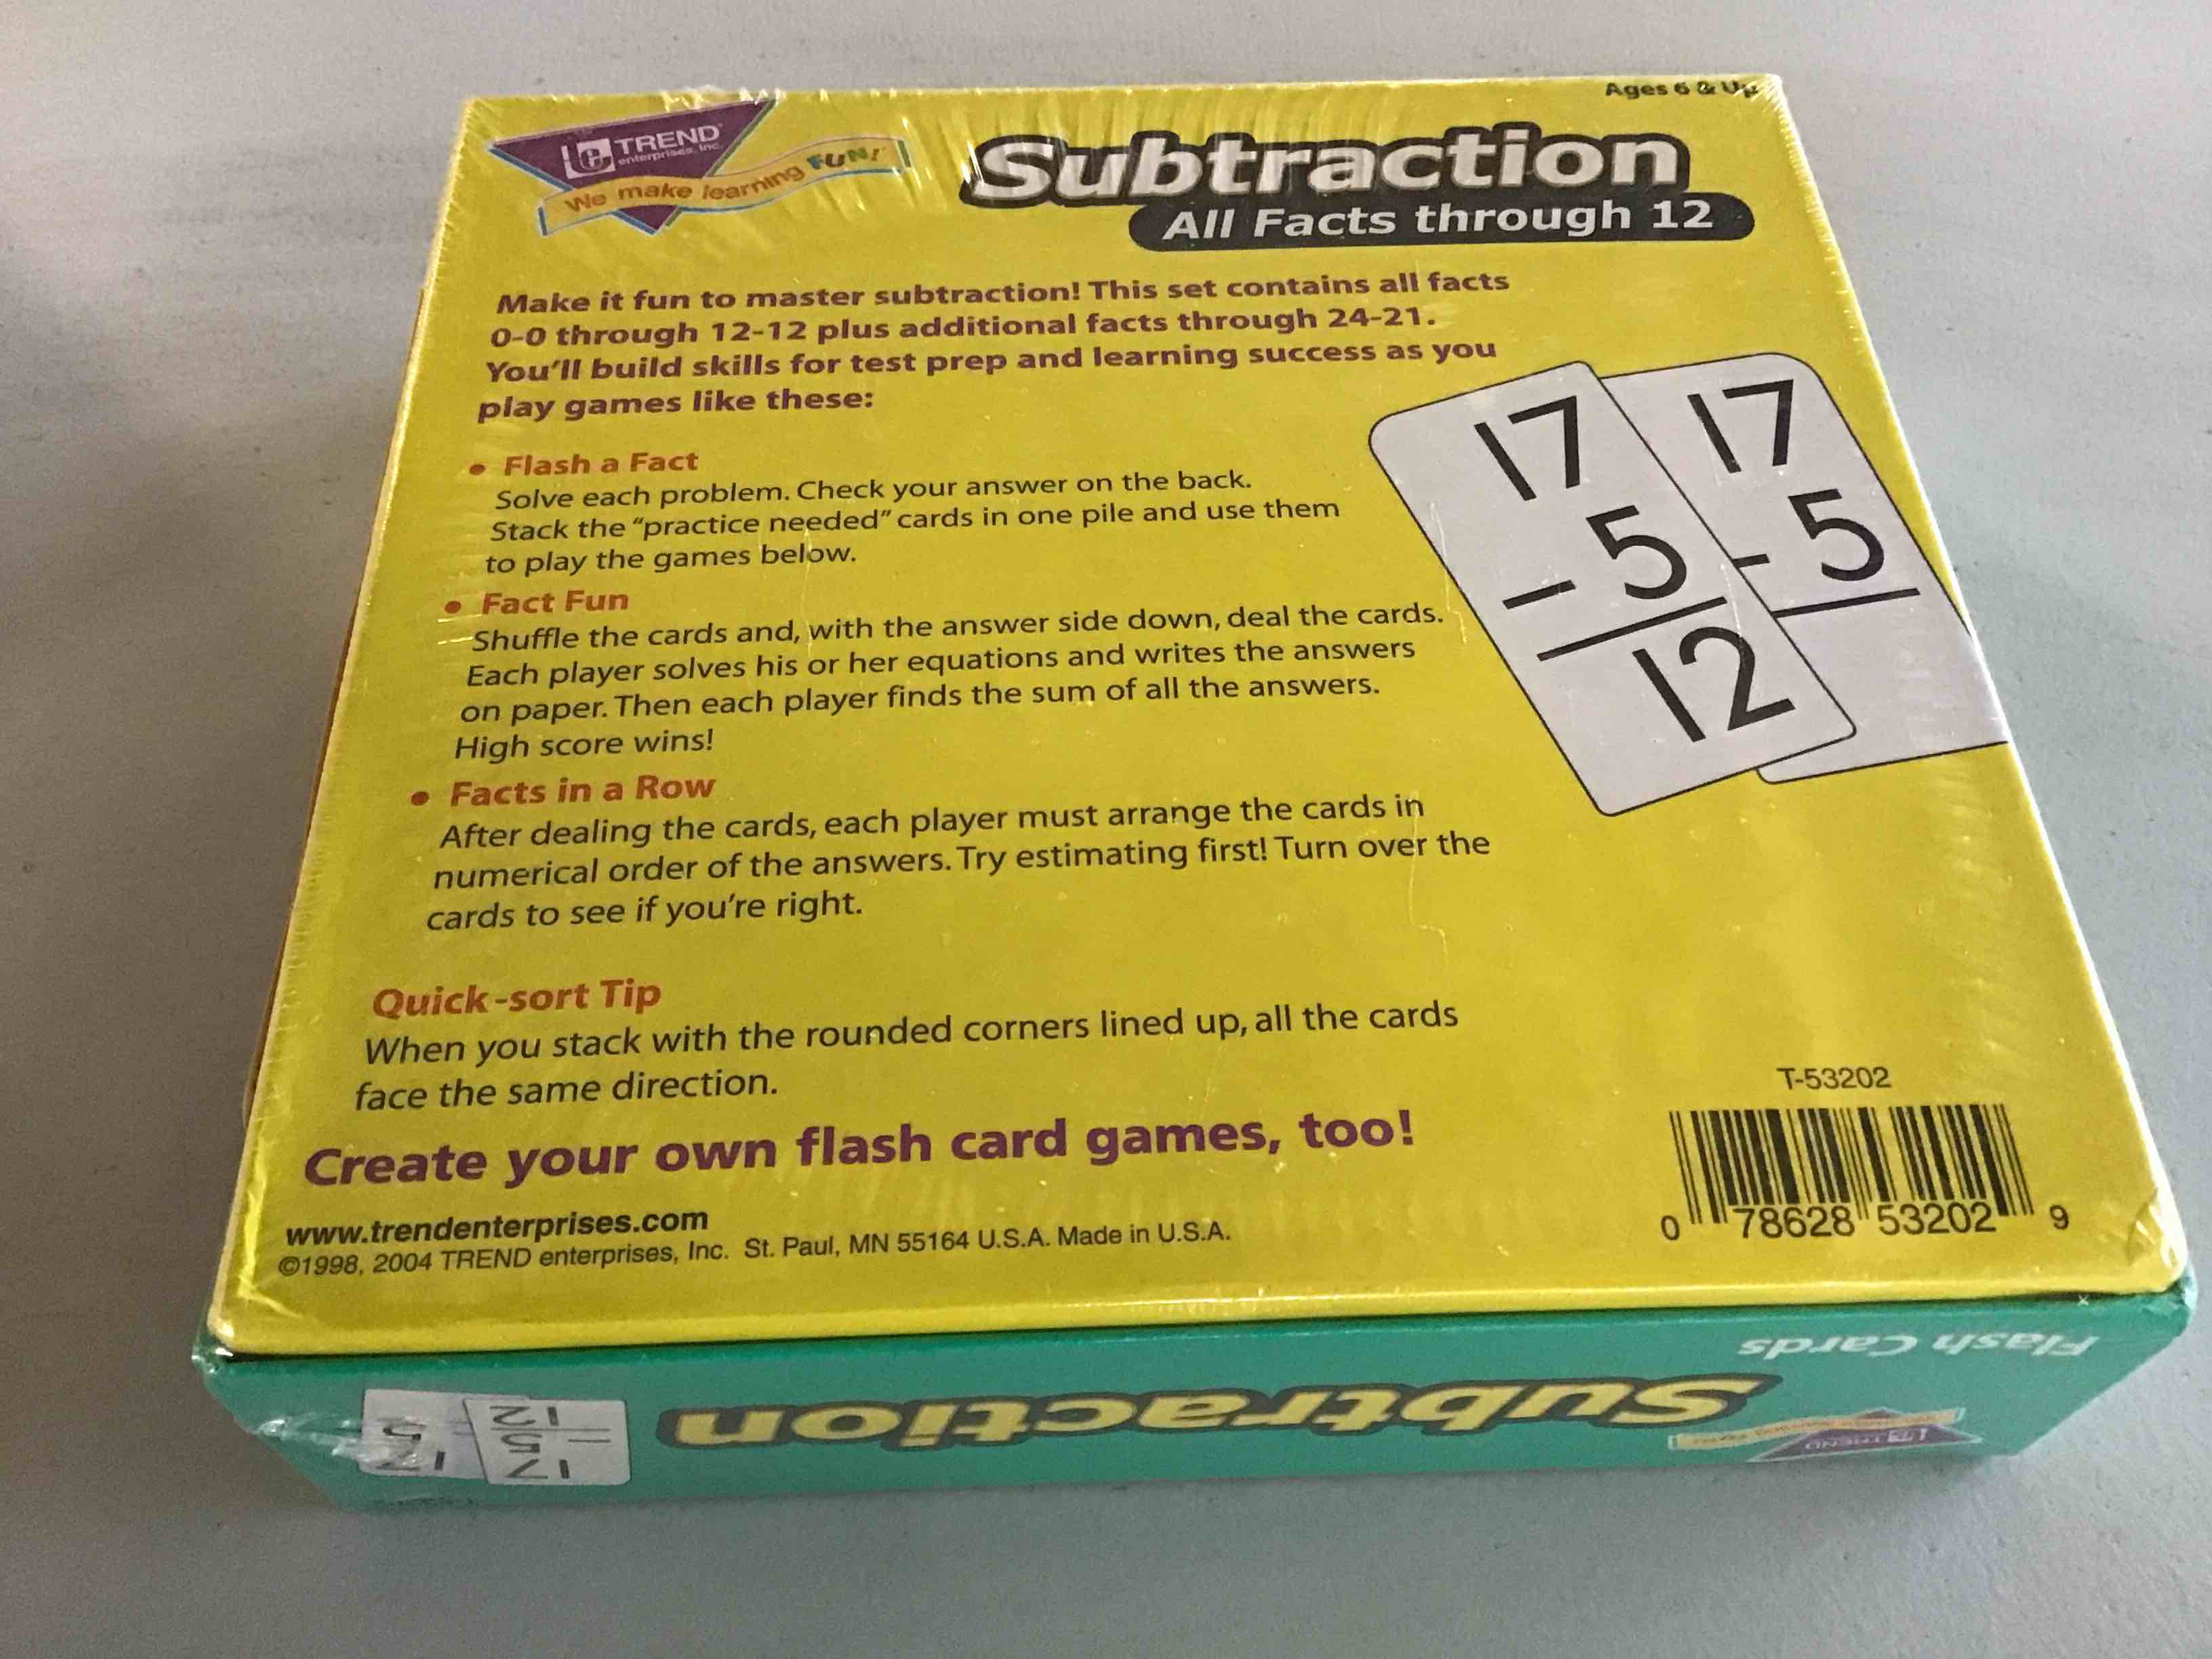 Ages 6 & Up
TREND
enterprises, Inc.
We make learning FUN!
Subtraction
All Facts through 12
Make it fun to master subtraction! This set contains all facts
0-0 through 12-12 plus additional facts through 24-21.
You'll build skills for test prep and learning success as you
play games like these:
• Flash a Fact
Solve each problem. Check your answer on the back.
Stack the "practice needed" cards in one pile and use them
to play the games below.
• Fact Fun
Shuffle the cards and, with the answer side down, deal the cards.
Each player solves his or her equations and writes the answers
on paper. Then each player finds the sum of all the answers.
High score wins!
• Facts in a Row
After dealing the cards, each player must arrange the cards in
numerical order of the answers. Try estimating first! Turn over the
cards to see if you're right.
17
- 5
12
17
- 5
Quick-sort Tip
When you stack with the rounded corners lined up, all the cards
face the same direction.
Create your own flash card games, too!
www.trendenterprises.com
©1998, 2004 TREND enterprises, Inc. St. Paul, MN 55164 U.S.A. Made in U.S.A.
T-53202
0 78628 53202 9
Flash Cards
Subtraction
TREND
17
- 5
12
17
5